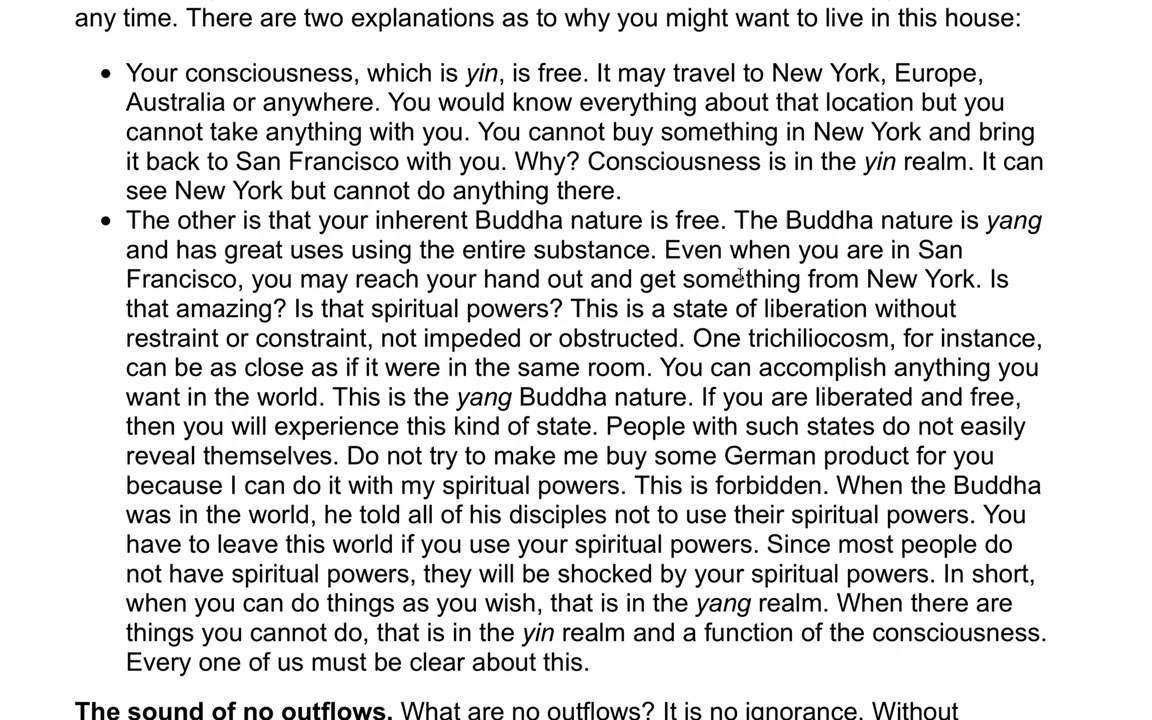 any time. There are two explanations as to why you might want to live in this house:
• Your consciousness, which is yin, is free. It may travel to New York, Europe,
Australia or anywhere. You would know everything about that location but you
cannot take anything with you. You cannot buy something in New York and bring
it back to San Francisco with you. Why? Consciousness is in the yin realm. It can
see New York but cannot do anything there.
• The other is that your inherent Buddha nature is free. The Buddha nature is yang
and has great uses using the entire substance. Even when you are in San
Francisco, you may reach your hand out and get something from New York. Is
that amazing? Is that spiritual powers? This is a state of liberation without
restraint or constraint, not impeded or obstructed. One trichiliocosm, for instance,
can be as close as if it were in the same room. You can accomplish anything you
want in the world. This is the yang Buddha nature. If you are liberated and free,
then you will experience this kind of state. People with such states do not easily
reveal themselves. Do not try to make me buy some German product for you
because I can do it with my spiritual powers. This is forbidden. When the Buddha
was in the world, he told all of his disciples not to use their spiritual powers. You
have to leave this world if you use your spiritual powers. Since most people do
not have spiritual powers, they will be shocked by your spiritual powers. In short,
when you can do things as you wish, that is in the yang realm. When there are
things you cannot do, that is in the yin realm and a function of the consciousness.
Every one of us must be clear about this.
The sound of no outflows. What are no outflows? It is no ignorance. Without